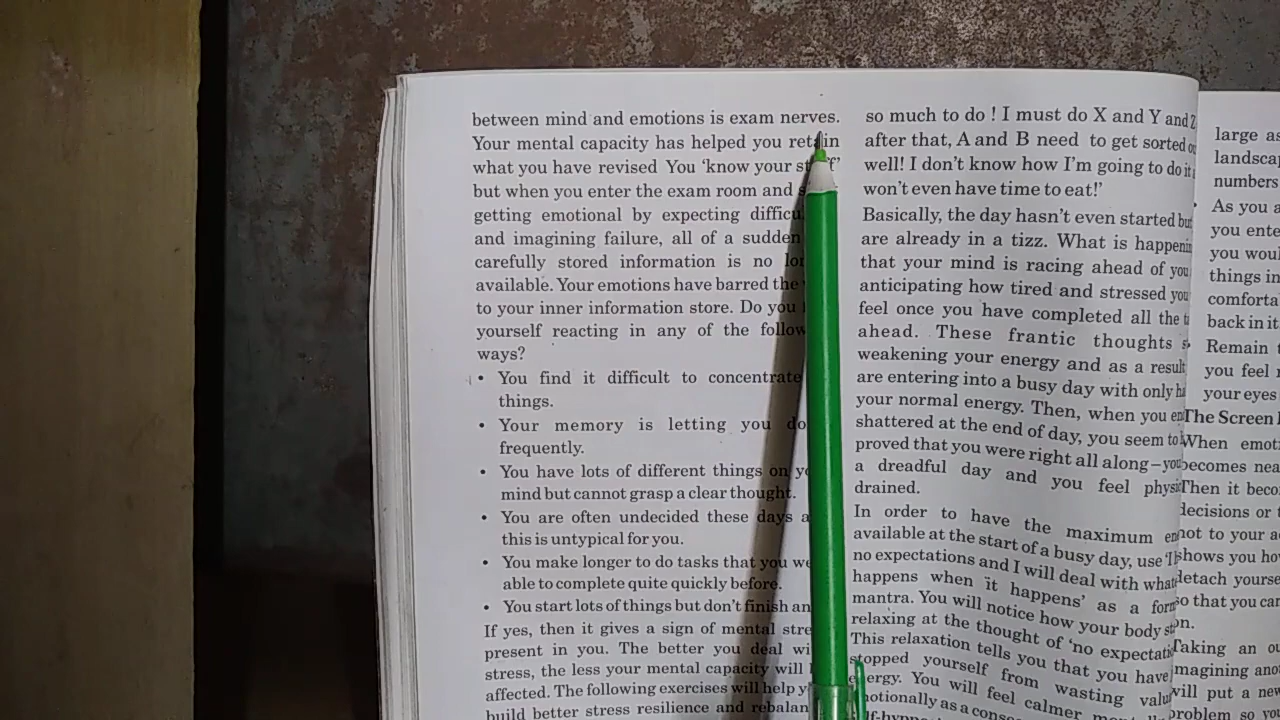 between mind and emotions is exam nerves.
Your mental capacity has helped you retain
what you have revised You ‘know your
but when you enter the exam room and
getting emotional by expecting
and imagining failure, all of a sudden
carefully stored information is no
available. Your emotions have barred the
to your inner information store. Do you
yourself reacting in any of the
ways?
• You find it difficult to concentrate
things.
• Your memory is letting you
frequently.
• You have lots of different things on
mind but cannot grasp a clear thought.
• You are often undecided these days
this is untypical for you.
• You make longer to do tasks that you
able to complete quite quickly before.
• You start lots of things but don't finish
If yes, then it gives a sign of mental
present in you. The better you deal
stress, the less your mental capacity will
affected. The following exercises will help
build better stress resilience and
so much to do ! I must do X and Y and Z
after that, A and B need to get sorted
well! I don't know how I'm going to do it
won't even have time to eat!’
Basically, the day hasn't even started
are already in a tizz. What is
that your mind is racing ahead of you
anticipating how tired and stressed you
feel once you have completed all the
ahead. These frantic thoughts
weakening your energy and as a result
are entering into a busy day with only
your normal energy. Then, when you
shattered at the end of day, you seem to
proved that you were right all along–
a dreadful day and you feel
drained.
In order to have the maximum
available at the start of a busy day, use
no expectations and I will deal with
happens when it happens’ as a
mantra. You will notice how your body
relaxing at the thought of ‘no
This relaxation tells you that you have
stopped yourself from wasting
energy. You will feel calmer
emotionally as a
large as
numbers
As you
you
you
things in
back in it
Remain
you feel
your eyes
The Screen
When
becomes
Then it
decisions or
not to your
shows you
detach
so that you can
on.
Taking an
imagining
will put a new
problem so